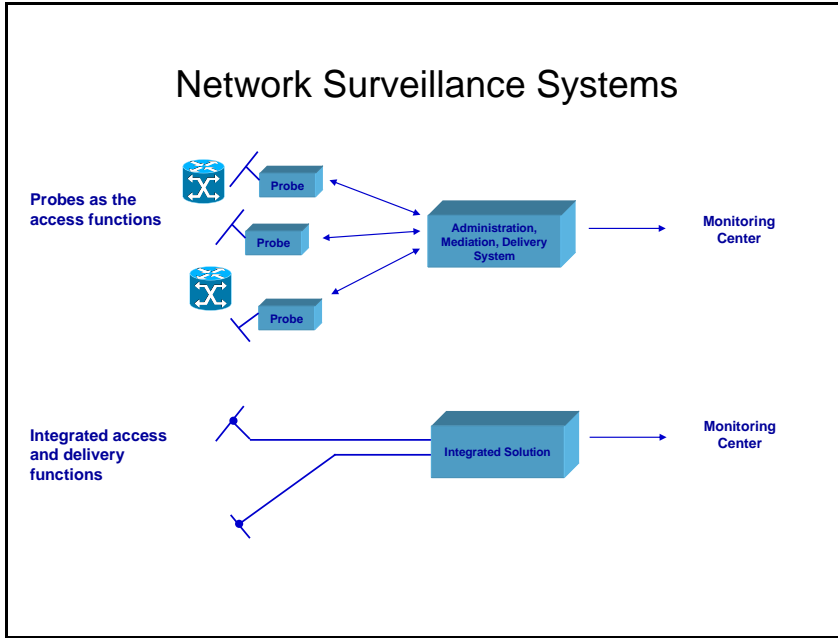 Network Surveillance Systems
Probes as the
access functions
Probe
Probe
Probe
Administration,
Mediation, Delivery
System
Monitoring
Center
Integrated access
and delivery
functions
Integrated Solution
Monitoring
Center